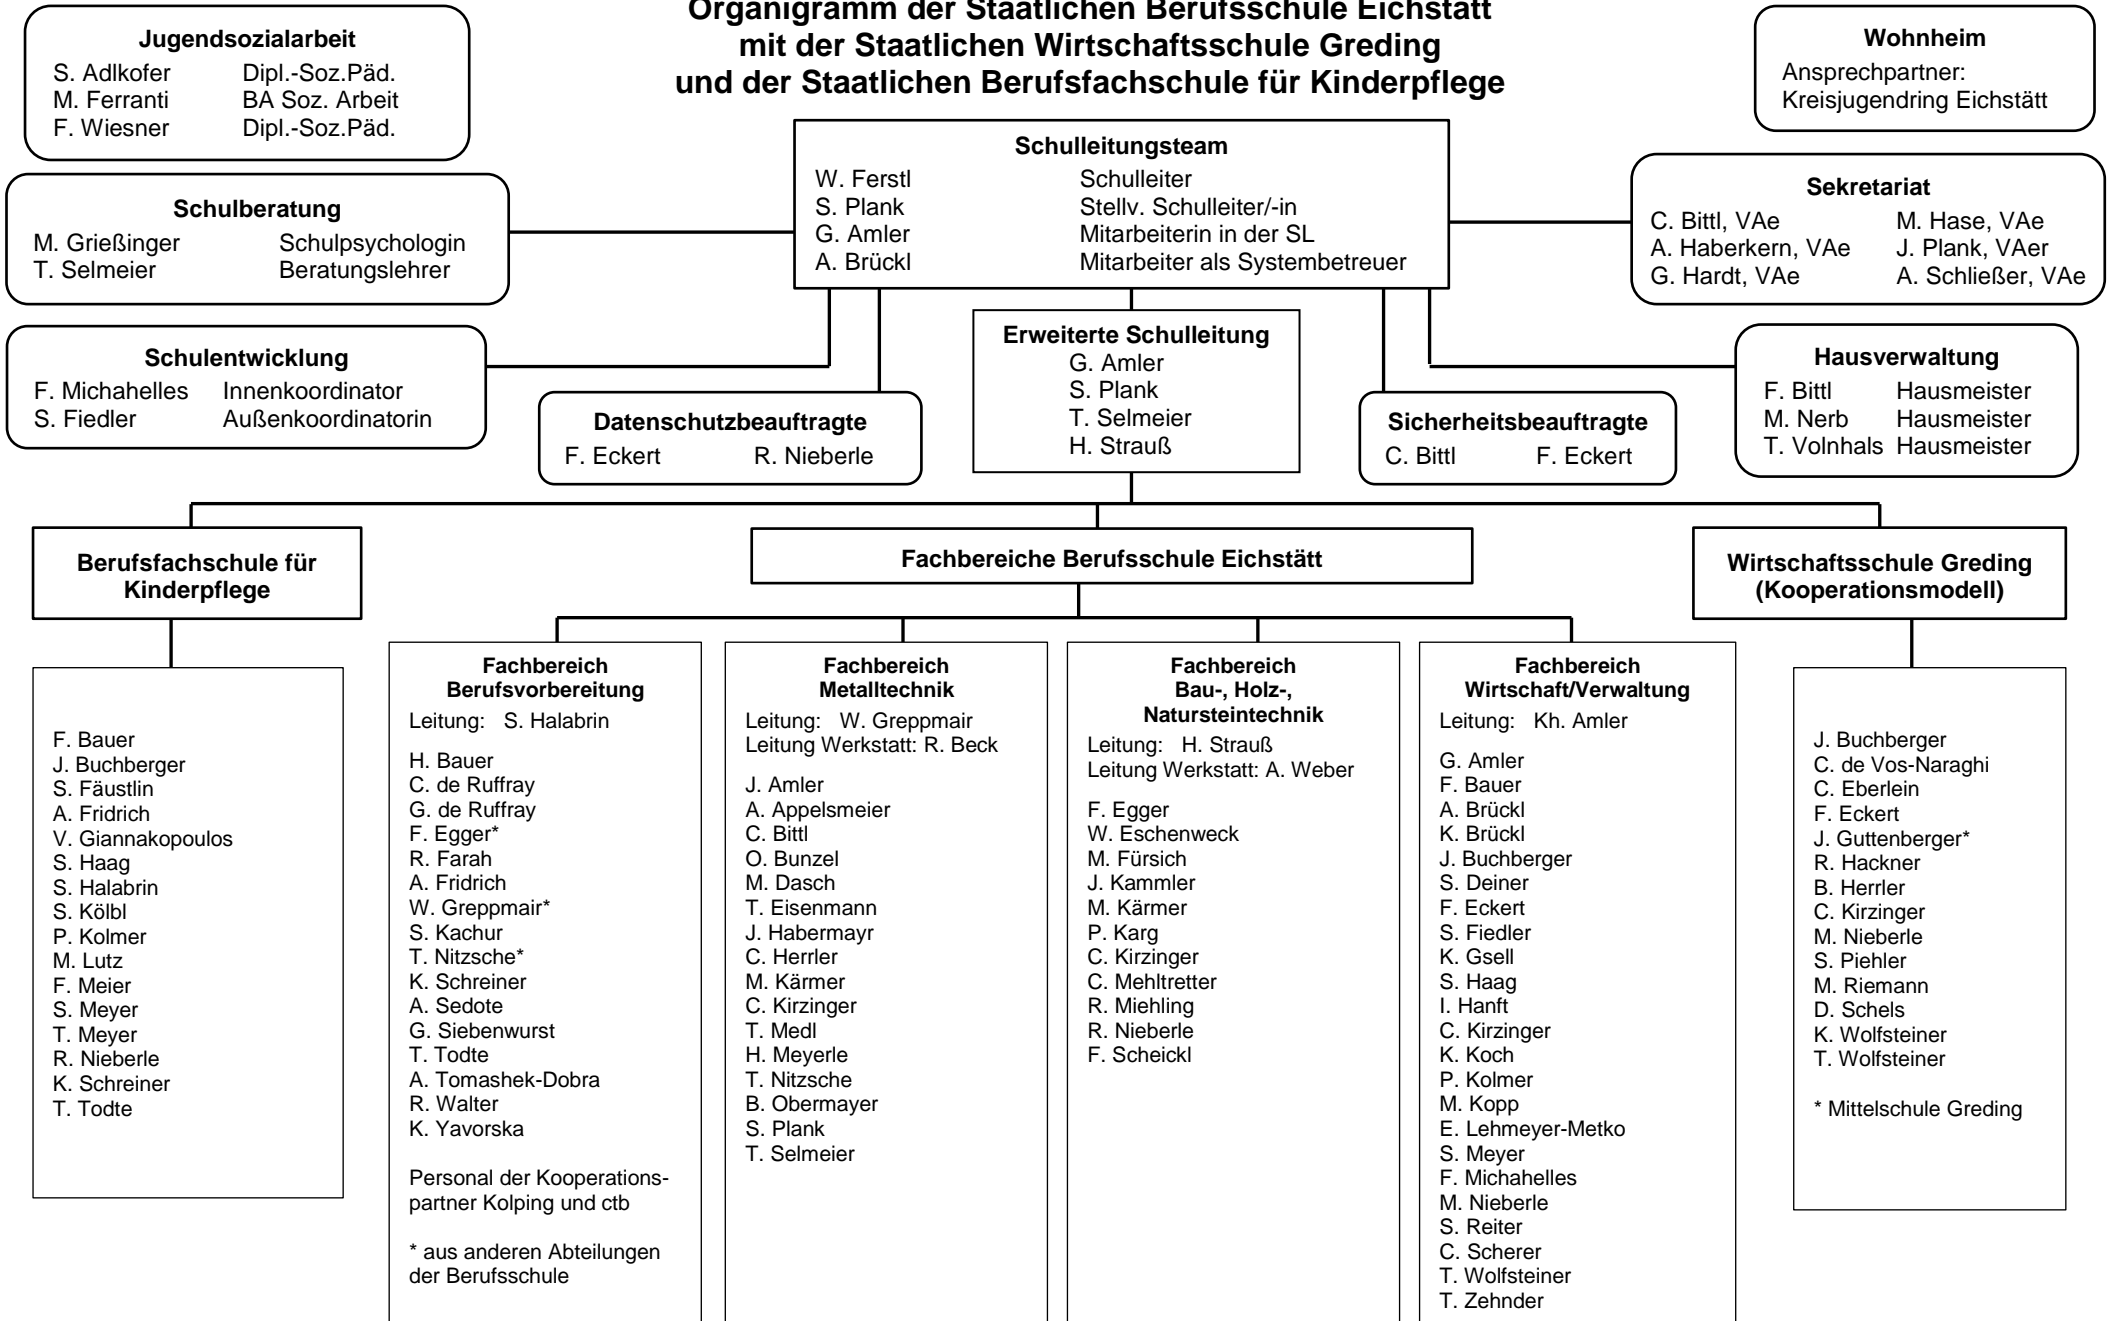 Organigramm der Staatlichen Berufsschule Eichstätt
mit der Staatlichen Wirtschaftsschule Greding
und der Staatlichen Berufsfachschule für Kinderpflege
Jugendsozialarbeit
S. Adlkofer Dipl.-Soz.Päd.
M. Ferranti BA Soz. Arbeit
F. Wiesner Dipl.-Soz.Päd.
Wohnheim
Ansprechpartner:
Kreisjugendring Eichstätt
Schulleitungsteam
W. Ferstl Schulleiter
S. Plank Stellv. Schulleiter/-in
G. Amler Mitarbeiterin in der SL
A. Brückl Mitarbeiter als Systembetreuer
Schulberatung
M. Grießinger Schulpsychologin
T. Selmeier Beratungslehrer
Sekretariat
C. Bittl, VAe M. Hase, VAe
A. Haberkern, VAe J. Plank, VAer
G. Hardt, VAe A. Schließer, VAe
Schulentwicklung
F. Michahelles Innenkoordinator
S. Fiedler Außenkoordinatorin
Datenschutzbeauftragte
F. Eckert R. Nieberle
Erweiterte Schulleitung
G. Amler
S. Plank
T. Selmeier
H. Strauß
Sicherheitsbeauftragte
C. Bittl F. Eckert
Hausverwaltung
F. Bittl Hausmeister
M. Nerb Hausmeister
T. Volnhals Hausmeister
Berufsfachschule für
Kinderpflege
Fachbereiche Berufsschule Eichstätt
Wirtschaftsschule Greding
(Kooperationsmodell)
F. Bauer
J. Buchberger
S. Fäustlin
A. Fridrich
V. Giannakopoulos
S. Haag
S. Halabrin
S. Kölbl
P. Kolmer
M. Lutz
F. Meier
S. Meyer
T. Meyer
R. Nieberle
K. Schreiner
T. Todte
Fachbereich
Berufsvorbereitung
Leitung: S. Halabrin
H. Bauer
C. de Ruffray
G. de Ruffray
F. Egger*
R. Farah
A. Fridrich
W. Greppmair*
S. Kachur
T. Nitzsche*
K. Schreiner
A. Sedote
G. Siebenwurst
T. Todte
A. Tomashek-Dobra
R. Walter
K. Yavorska
Personal der Kooperations-
partner Kolping und ctb
* aus anderen Abteilungen
der Berufsschule
Fachbereich
Metalltechnik
Leitung: W. Greppmair
Leitung Werkstatt: R. Beck
J. Amler
A. Appelsmeier
C. Bittl
O. Bunzel
M. Dasch
T. Eisenmann
J. Habermayr
C. Herrler
M. Kärmer
C. Kirzinger
T. Medl
H. Meyerle
T. Nitzsche
B. Obermayer
S. Plank
T. Selmeier
Fachbereich
Bau-, Holz-,
Natursteintechnik
Leitung: H. Strauß
Leitung Werkstatt: A. Weber
F. Egger
W. Eschenweck
M. Fürsich
J. Kammler
M. Kärmer
P. Karg
C. Kirzinger
C. Mehltretter
R. Miehling
R. Nieberle
F. Scheickl
Fachbereich
Wirtschaft/Verwaltung
Leitung: Kh. Amler
G. Amler
F. Bauer
A. Brückl
K. Brückl
J. Buchberger
S. Deiner
F. Eckert
S. Fiedler
K. Gsell
S. Haag
I. Hanft
C. Kirzinger
K. Koch
P. Kolmer
M. Kopp
E. Lehmeyer-Metko
S. Meyer
F. Michahelles
M. Nieberle
S. Reiter
C. Scherer
T. Wolfsteiner
T. Zehnder
J. Buchberger
C. de Vos-Naraghi
C. Eberlein
F. Eckert
J. Guttenberger*
R. Hackner
B. Herrler
C. Kirzinger
M. Nieberle
S. Piehler
M. Riemann
D. Schels
K. Wolfsteiner
T. Wolfsteiner
* Mittelschule Greding